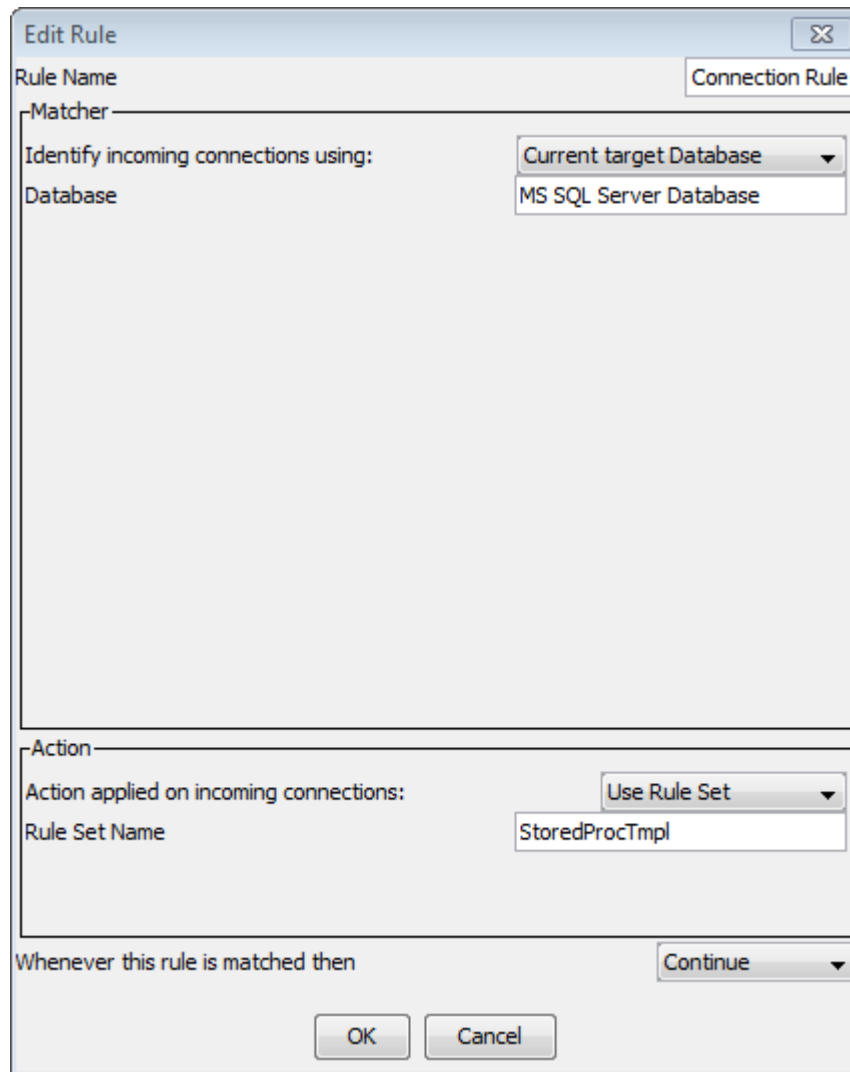 Edit Rule
Rule Name Connection Rule
Matcher
Identify incoming connections using: Current target Database
Database MS SQL Server Database
Action
Action applied on incoming connections: Use Rule Set
Rule Set Name StoredProcTmpl
Whenever this rule is matched then Continue
OK Cancel